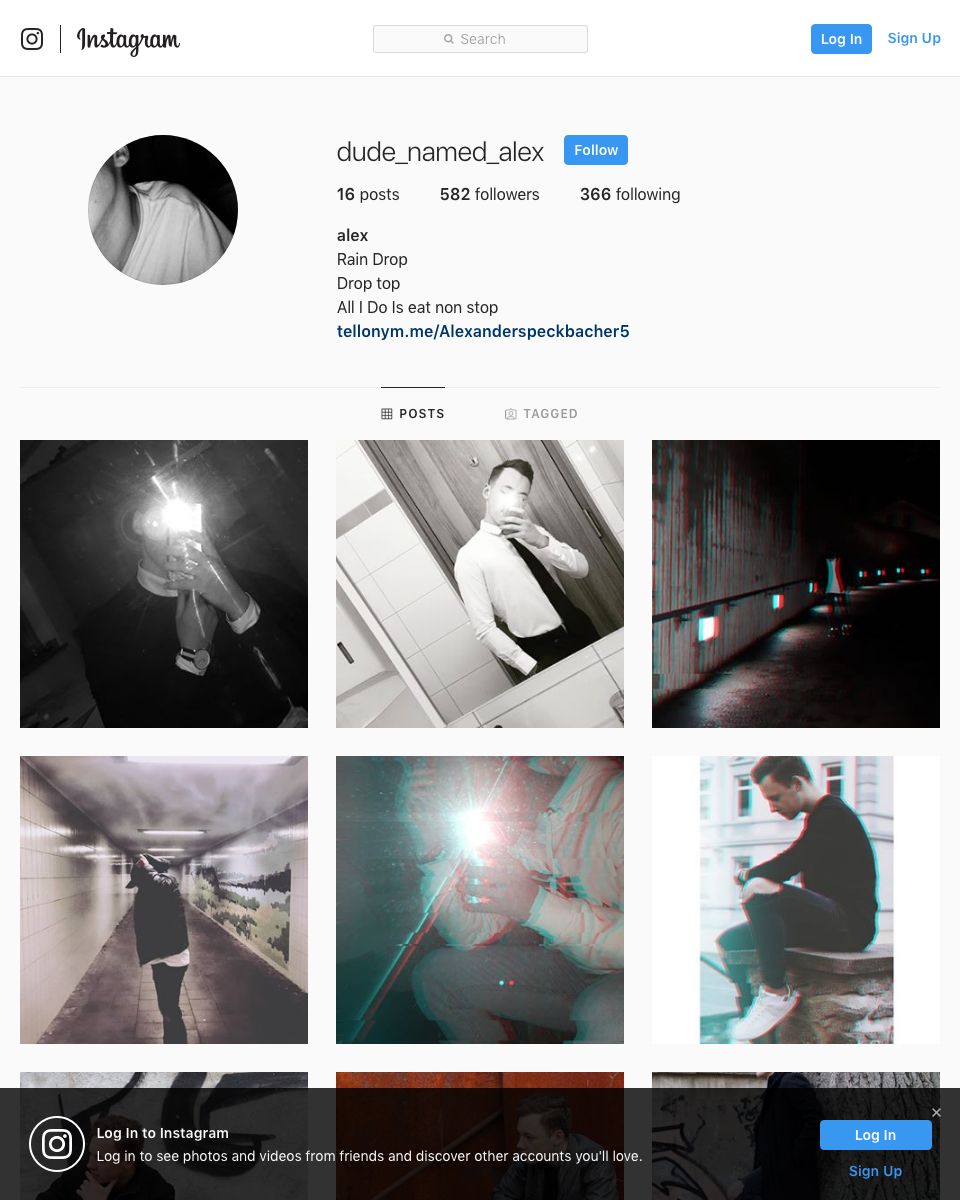 Instagram
Search
Log In
Sign Up
dude_named_alex
Follow
16 posts
582 followers
366 following
alex
Rain Drop
Drop top
All I Do Is eat non stop
tellonym.me/Alexanderspeckbacher5
POSTS
TAGGED
Log In to Instagram
Log in to see photos and videos from friends and discover other accounts you'll love.
Log In
Sign Up